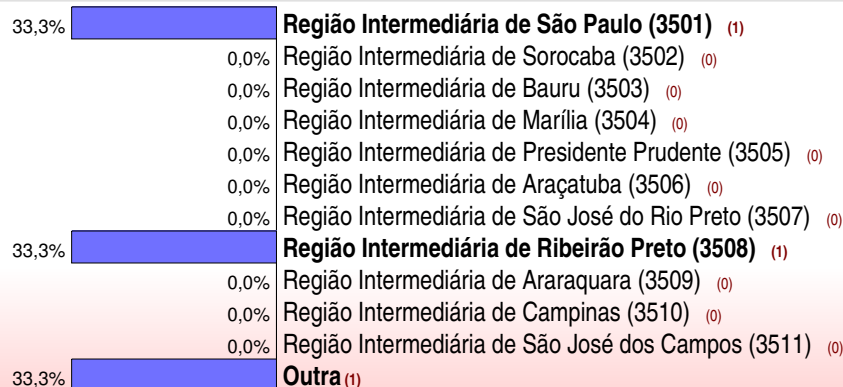 33,3% Região Intermediária de São Paulo (3501) (1)
0,0% Região Intermediária de Sorocaba (3502) (0)
0,0% Região Intermediária de Bauru (3503) (0)
0,0% Região Intermediária de Marília (3504) (0)
0,0% Região Intermediária de Presidente Prudente (3505) (0)
0,0% Região Intermediária de Araçatuba (3506) (0)
0,0% Região Intermediária de São José do Rio Preto (3507) (0)
33,3% Região Intermediária de Ribeirão Preto (3508) (1)
0,0% Região Intermediária de Araraquara (3509) (0)
0,0% Região Intermediária de Campinas (3510) (0)
0,0% Região Intermediária de São José dos Campos (3511) (0)
33,3% Outra (1)